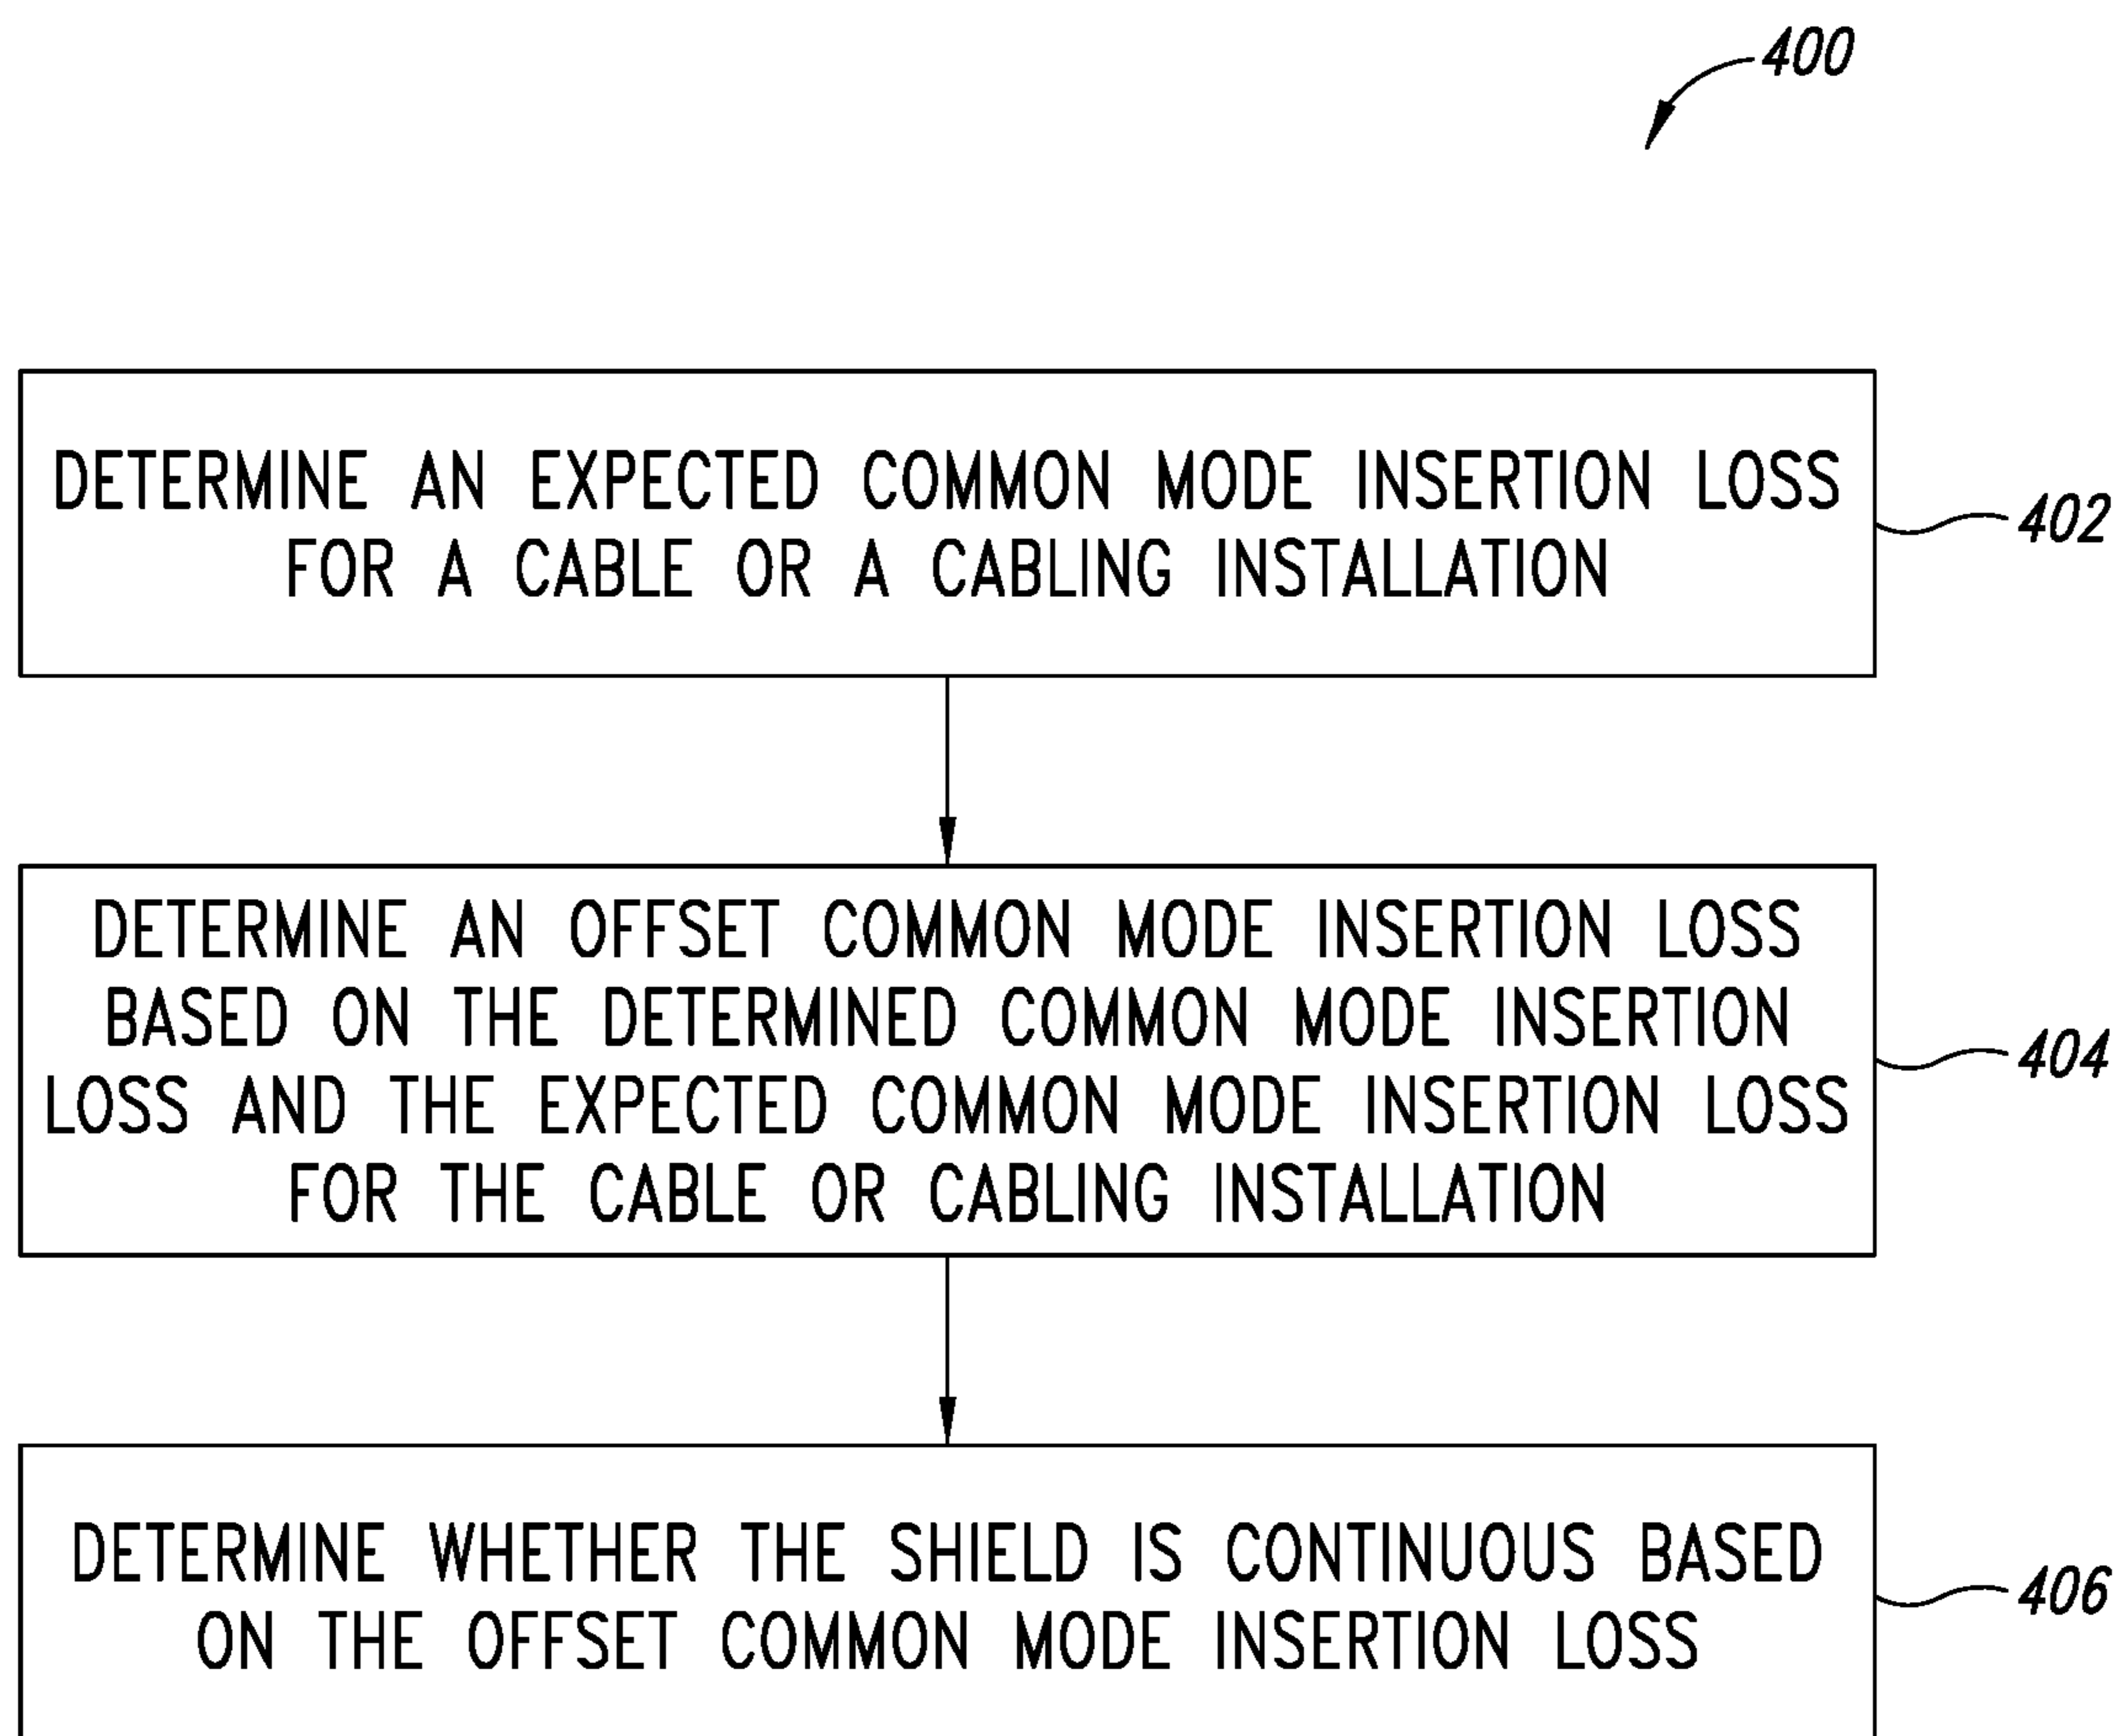 400
DETERMINE AN EXPECTED COMMON MODE INSERTION LOSS
FOR A CABLE OR A CABLING INSTALLATION
402
DETERMINE AN OFFSET COMMON MODE INSERTION LOSS
BASED ON THE DETERMINED COMMON MODE INSERTION
LOSS AND THE EXPECTED COMMON MODE INSERTION LOSS
FOR THE CABLE OR CABLING INSTALLATION
404
DETERMINE WHETHER THE SHIELD IS CONTINUOUS BASED
ON THE OFFSET COMMON MODE INSERTION LOSS
406